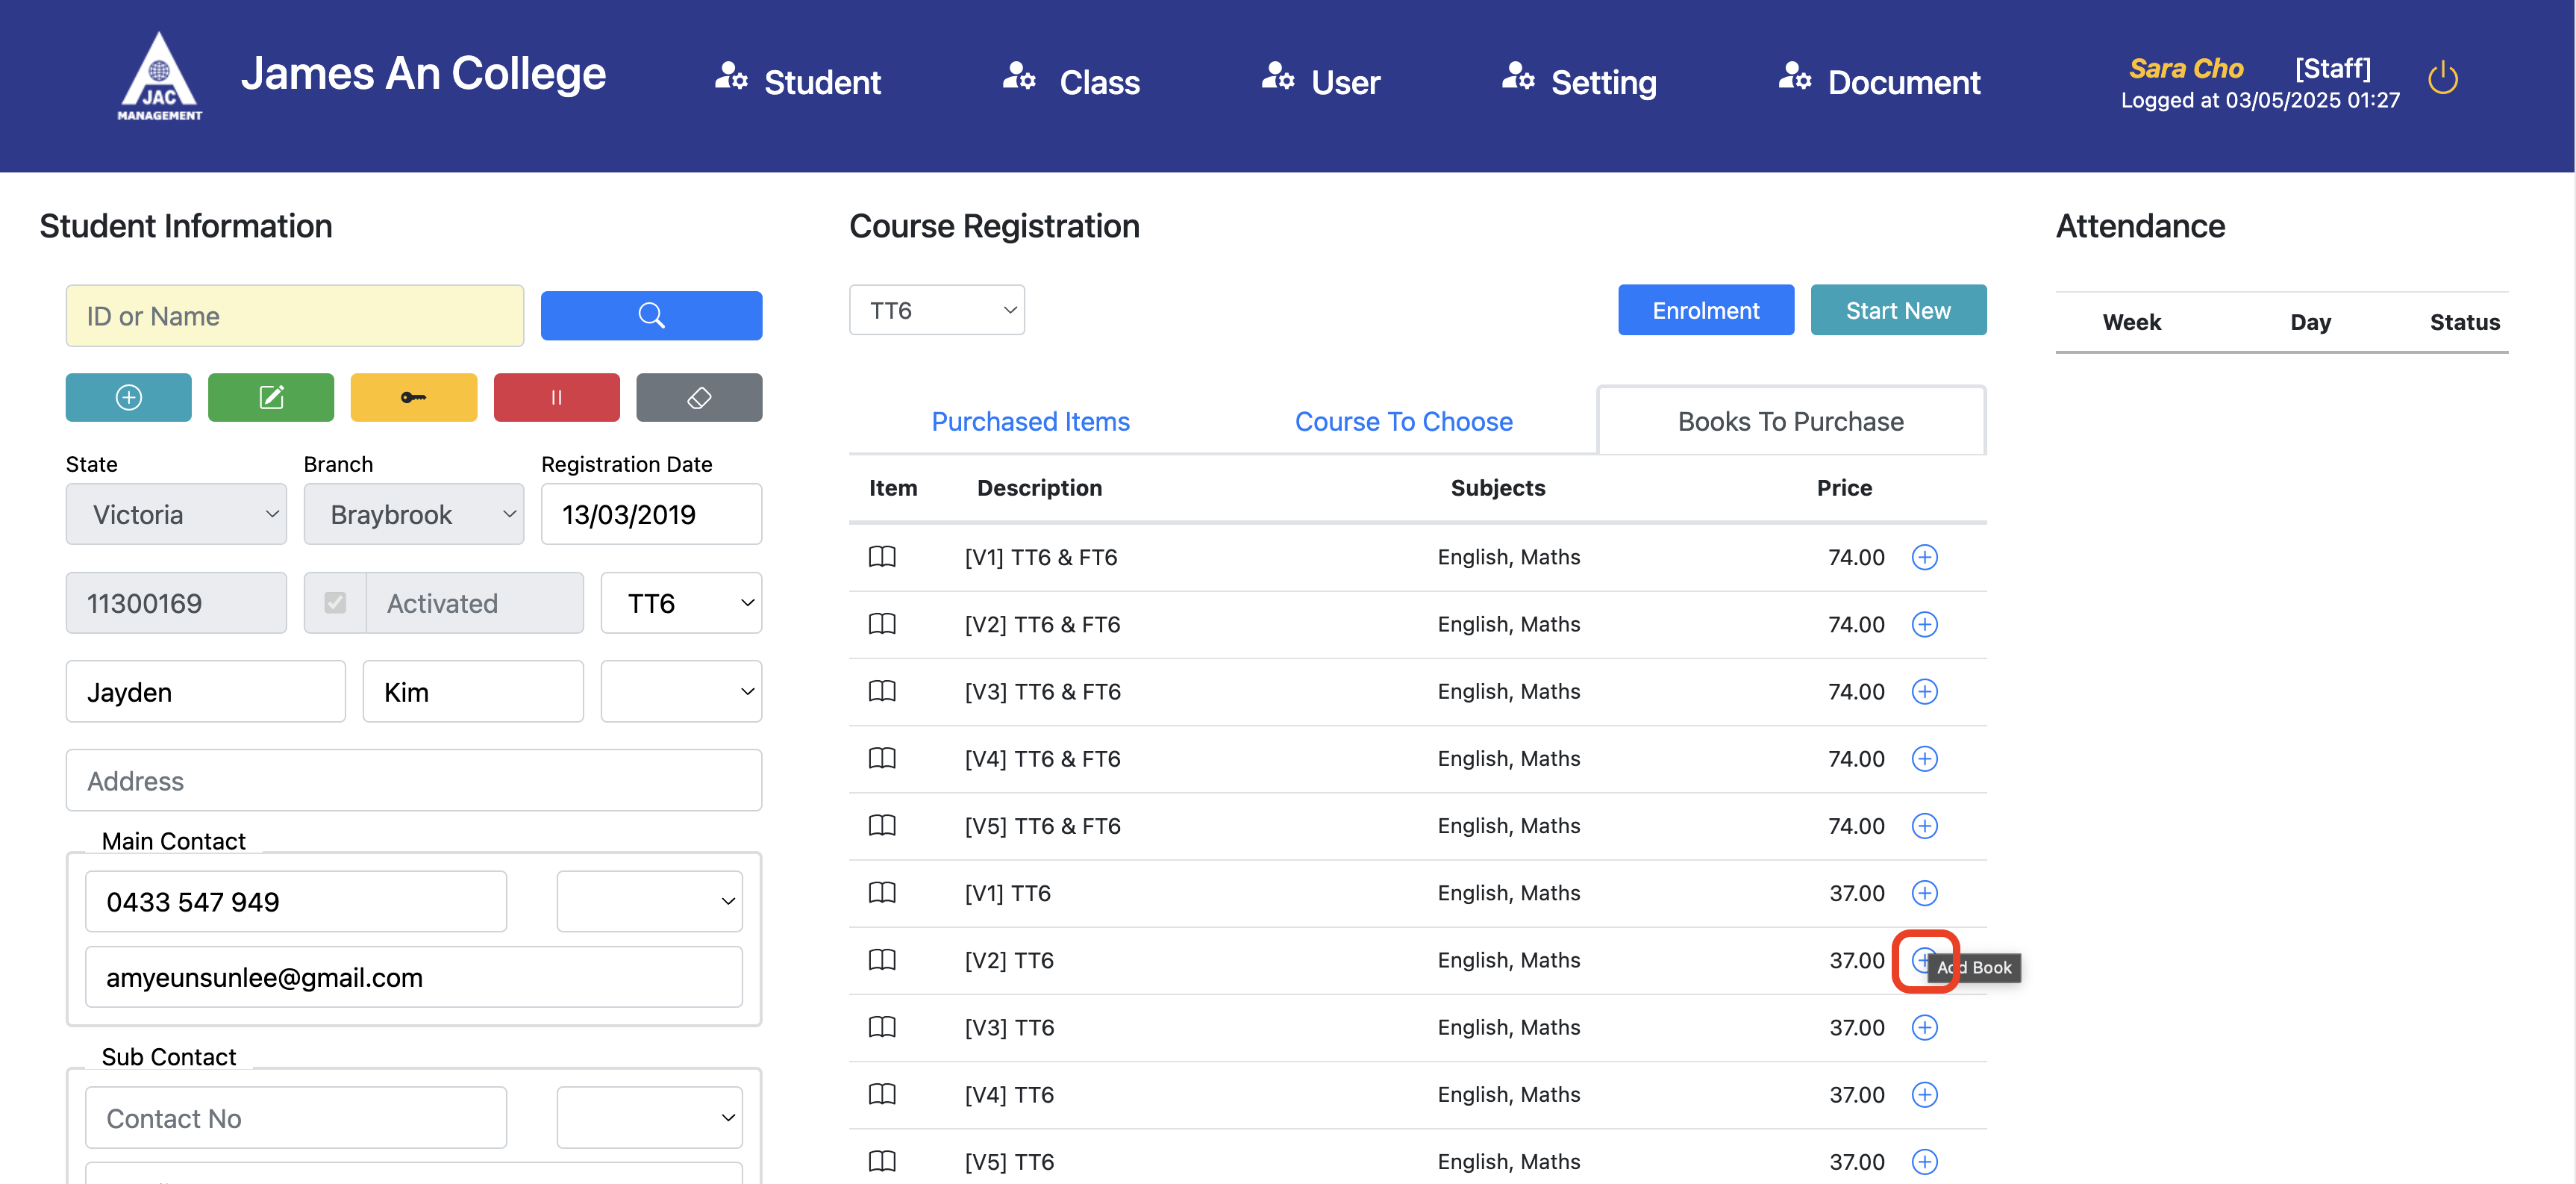 JAC
MANAGEMENT
James An College
Student
Class
User
Setting
Document
Sara Cho [Staff]
Logged at 03/05/2025 01:27
Student Information
ID or Name
State
Branch
Registration Date
Victoria
Braybrook
13/03/2019
11300169
Activated
TT6
Jayden
Kim
Address
Main Contact
0433 547 949
amyeunsunlee@gmail.com
Sub Contact
Contact No
Course Registration
TT6
Enrolment
Start New
Purchased Items
Course To Choose
Books To Purchase
Item Description Subjects Price
[V1] TT6 & FT6 English, Maths 74.00
[V2] TT6 & FT6 English, Maths 74.00
[V3] TT6 & FT6 English, Maths 74.00
[V4] TT6 & FT6 English, Maths 74.00
[V5] TT6 & FT6 English, Maths 74.00
[V1] TT6 English, Maths 37.00
[V2] TT6 English, Maths 37.00
Add Book
[V3] TT6 English, Maths 37.00
[V4] TT6 English, Maths 37.00
[V5] TT6 English, Maths 37.00
Attendance
Week Day Status